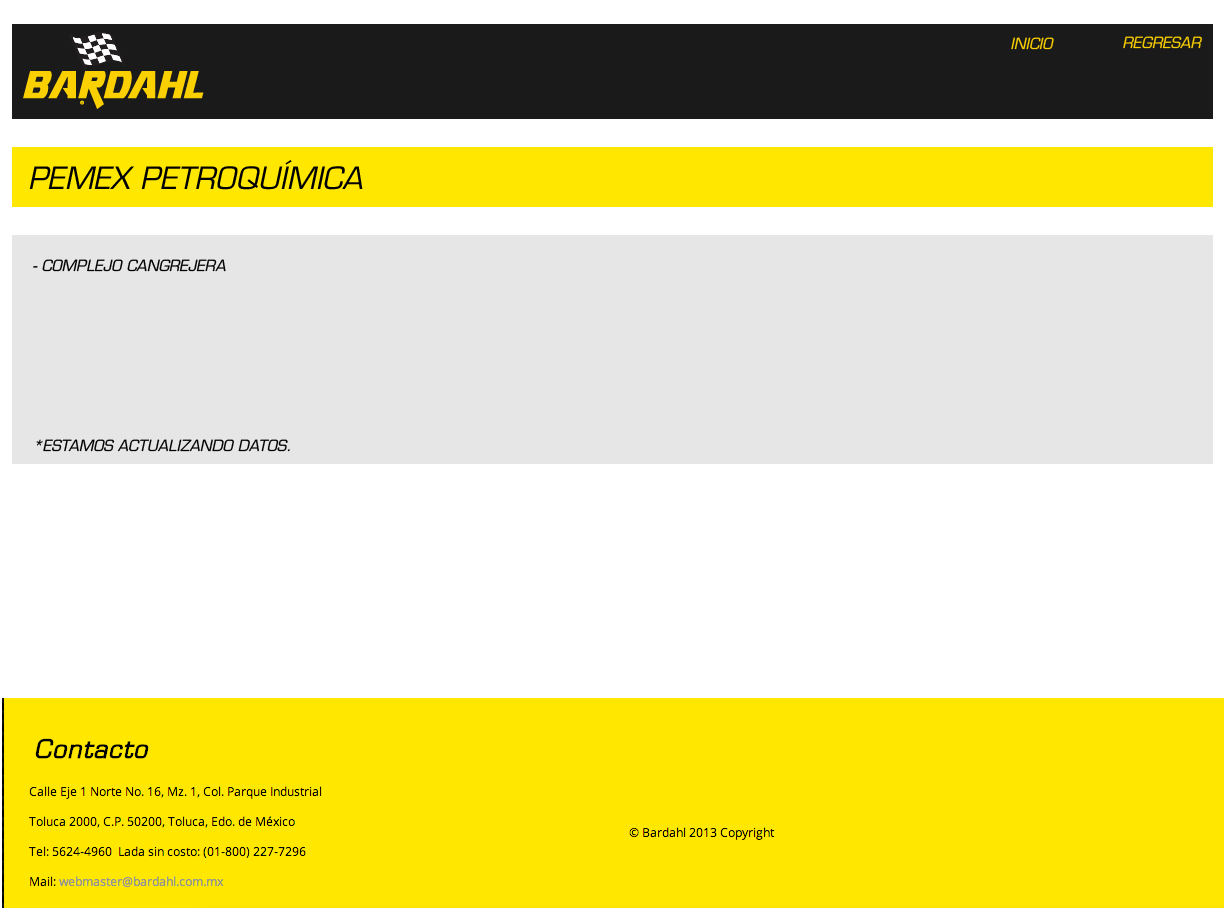 BARDAHL
INICIO
REGRESAR
PEMEX PETROQUÍMICA
- COMPLEJO CANGREJERA
*ESTAMOS ACTUALIZANDO DATOS.
Contacto
Calle Eje 1 Norte No. 16, Mz. 1, Col. Parque Industrial
Toluca 2000, C.P. 50200, Toluca, Edo. de México
Tel: 5624-4960  Lada sin costo: (01-800) 227-7296
Mail: webmaster@bardahl.com.mx
© Bardahl 2013 Copyright